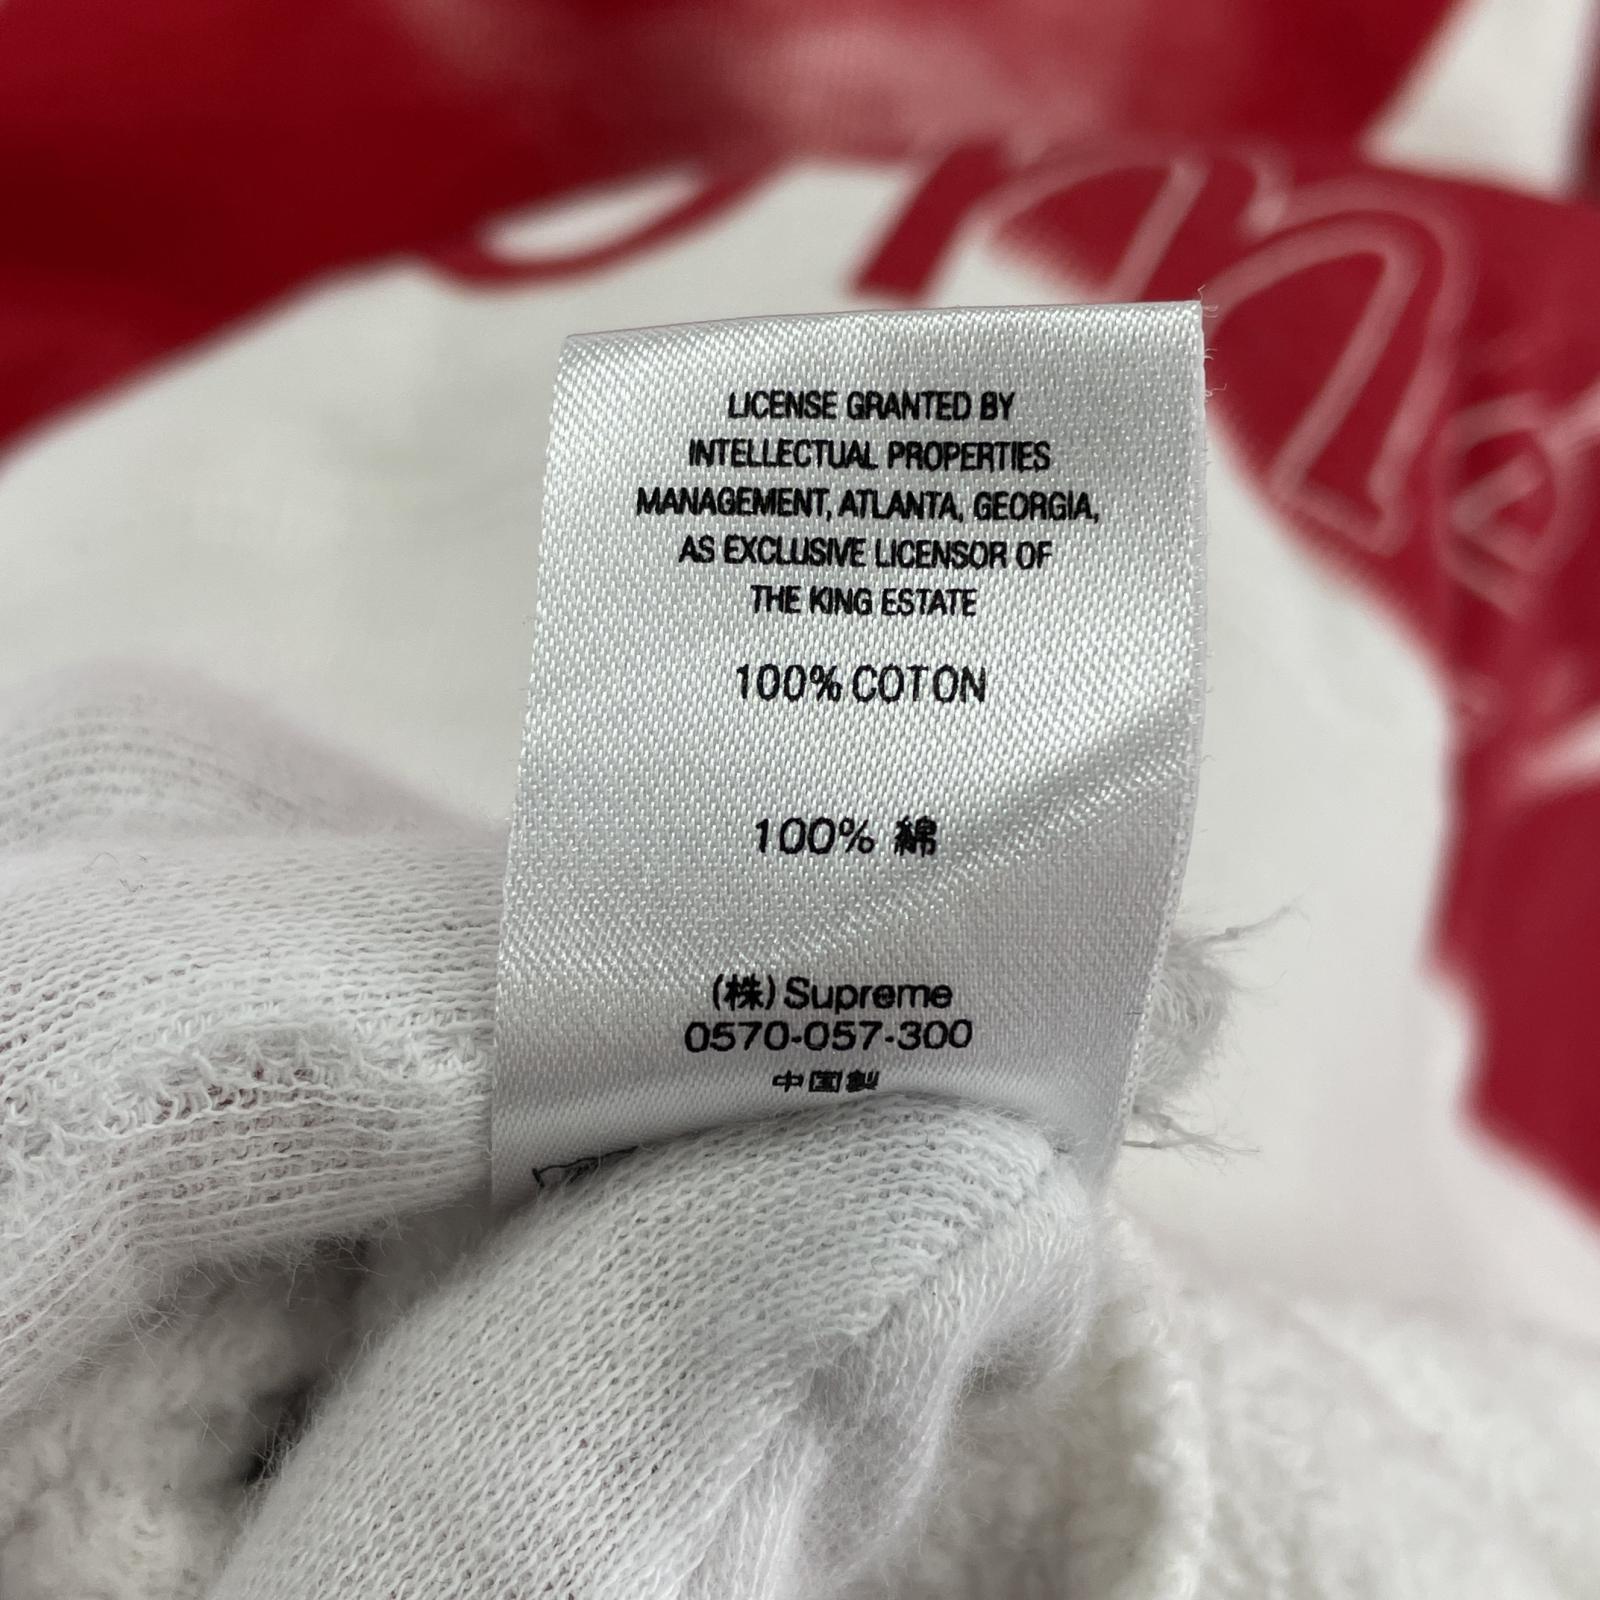 LICENSE GRANTED BY
INTELLECTUAL PROPERTIES
MANAGEMENT, ATLANTA, GEORGIA,
AS EXCLUSIVE LICENSOR OF
THE KING ESTATE
100% COTON
100% 綿
(株) Supreme
0570-057-300
中国製